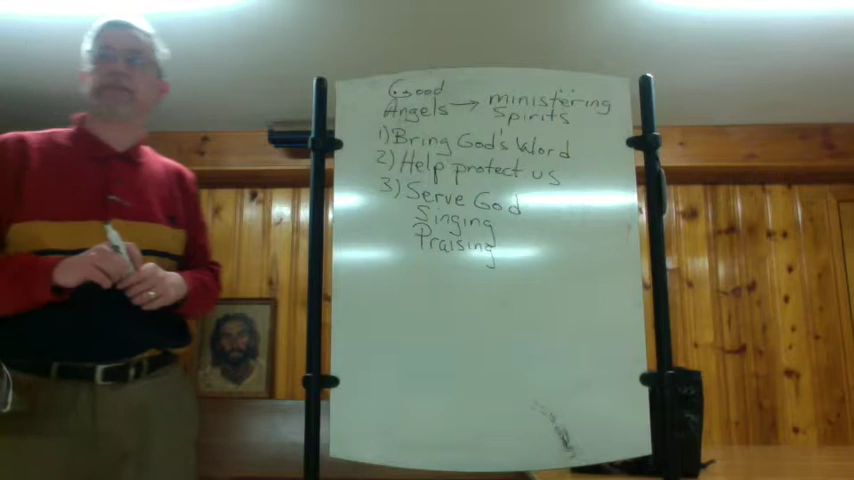 Good
Angels → ministering
spirits
1) Bring God's Word
2) Help protect us
3) Serve God
Singing
Praising